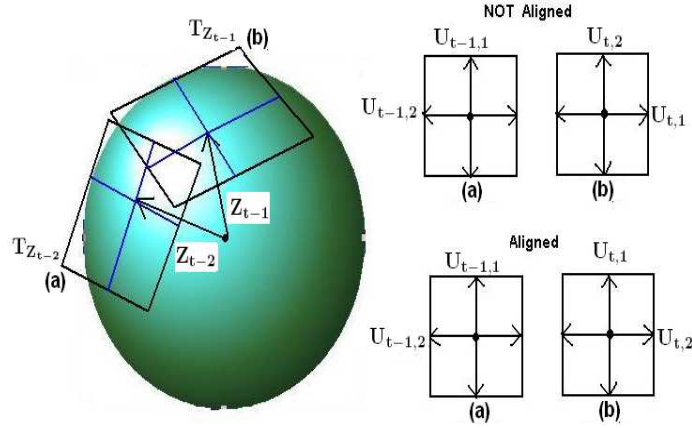 T_{Z_{t-1}}
(b)
Z_{t-1}
Z_{t-2}
T_{Z_{t-2}}
(a)
NOT Aligned
U_{t-1,1} U_{t,2}
U_{t-1,2} U_{t,1}
(a) (b)
Aligned
U_{t-1,1} U_{t,1}
U_{t-1,2} U_{t,2}
(a) (b)